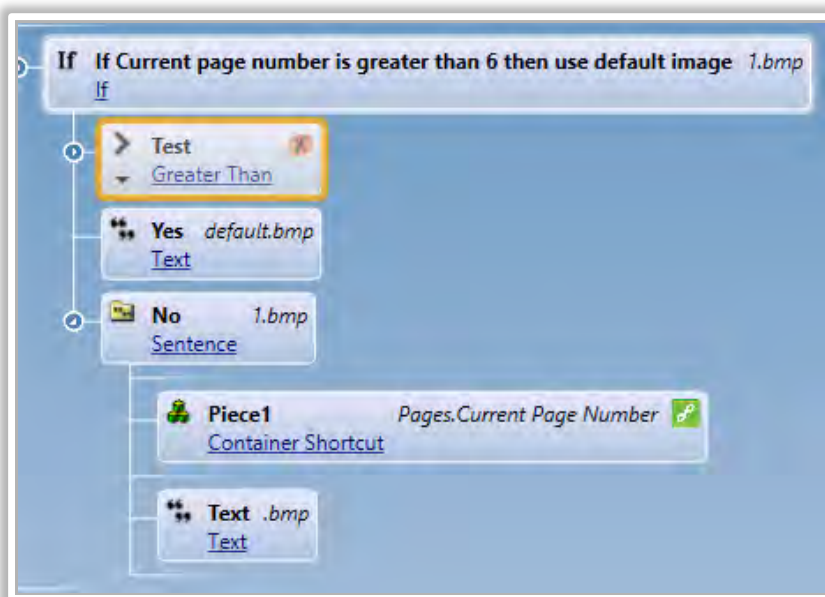 If If Current page number is greater than 6 then use default image 1.bmp
If
Test
Greater Than
Yes default.bmp
Text
No 1.bmp
Sentence
Piece1 Pages.Current Page Number
Container Shortcut
Text .bmp
Text